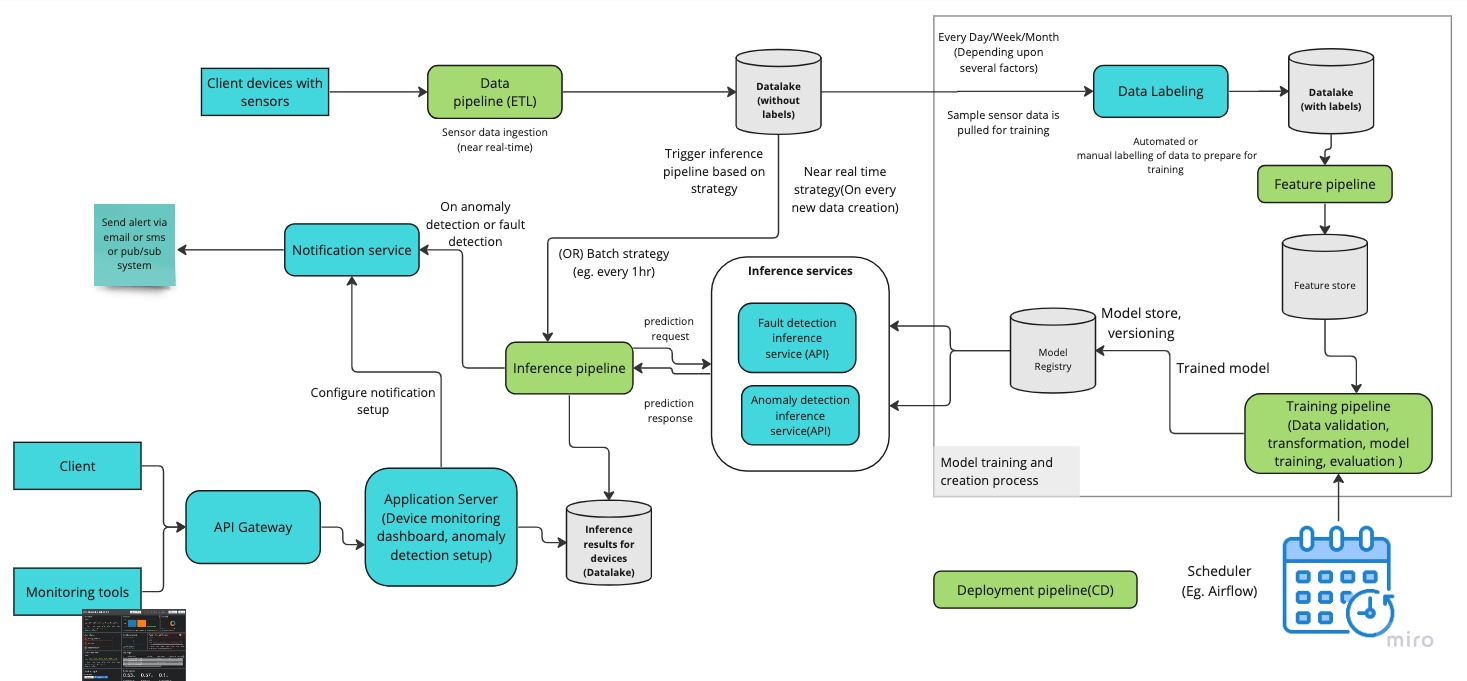 Client devices with
sensors
Data
pipeline (ETL)
Sensor data ingestion
(near real-time)
Datalake
(without
labels)
Every Day/Week/Month
(Depending upon
several factors)
Sample sensor data is
pulled for training
Data Labeling
Automated or
manual labelling of data to prepare for
training
Datalake
(with labels)
Feature pipeline
Feature store
Trigger inference
pipeline based on
strategy
Near real time
strategy(On every
new data creation)
(OR) Batch strategy
(eg. every 1hr)
Send alert via
email or sms
or pub/sub
system
Notification service
On anomaly
detection or fault
detection
Inference services
Fault detection
inference
service (API)
Anomaly detection
inference
service(API)
prediction
request
prediction
response
Inference pipeline
Model
Registry
Model store,
versioning
Trained model
Training pipeline
(Data validation,
transformation, model
training, evaluation )
Model training and
creation process
Configure notification
setup
Client
Monitoring tools
API Gateway
Application Server
(Device monitoring
dashboard, anomaly
detection setup)
Inference
results for
devices
(Datalake)
Deployment pipeline(CD)
Scheduler
(Eg. Airflow)
miro